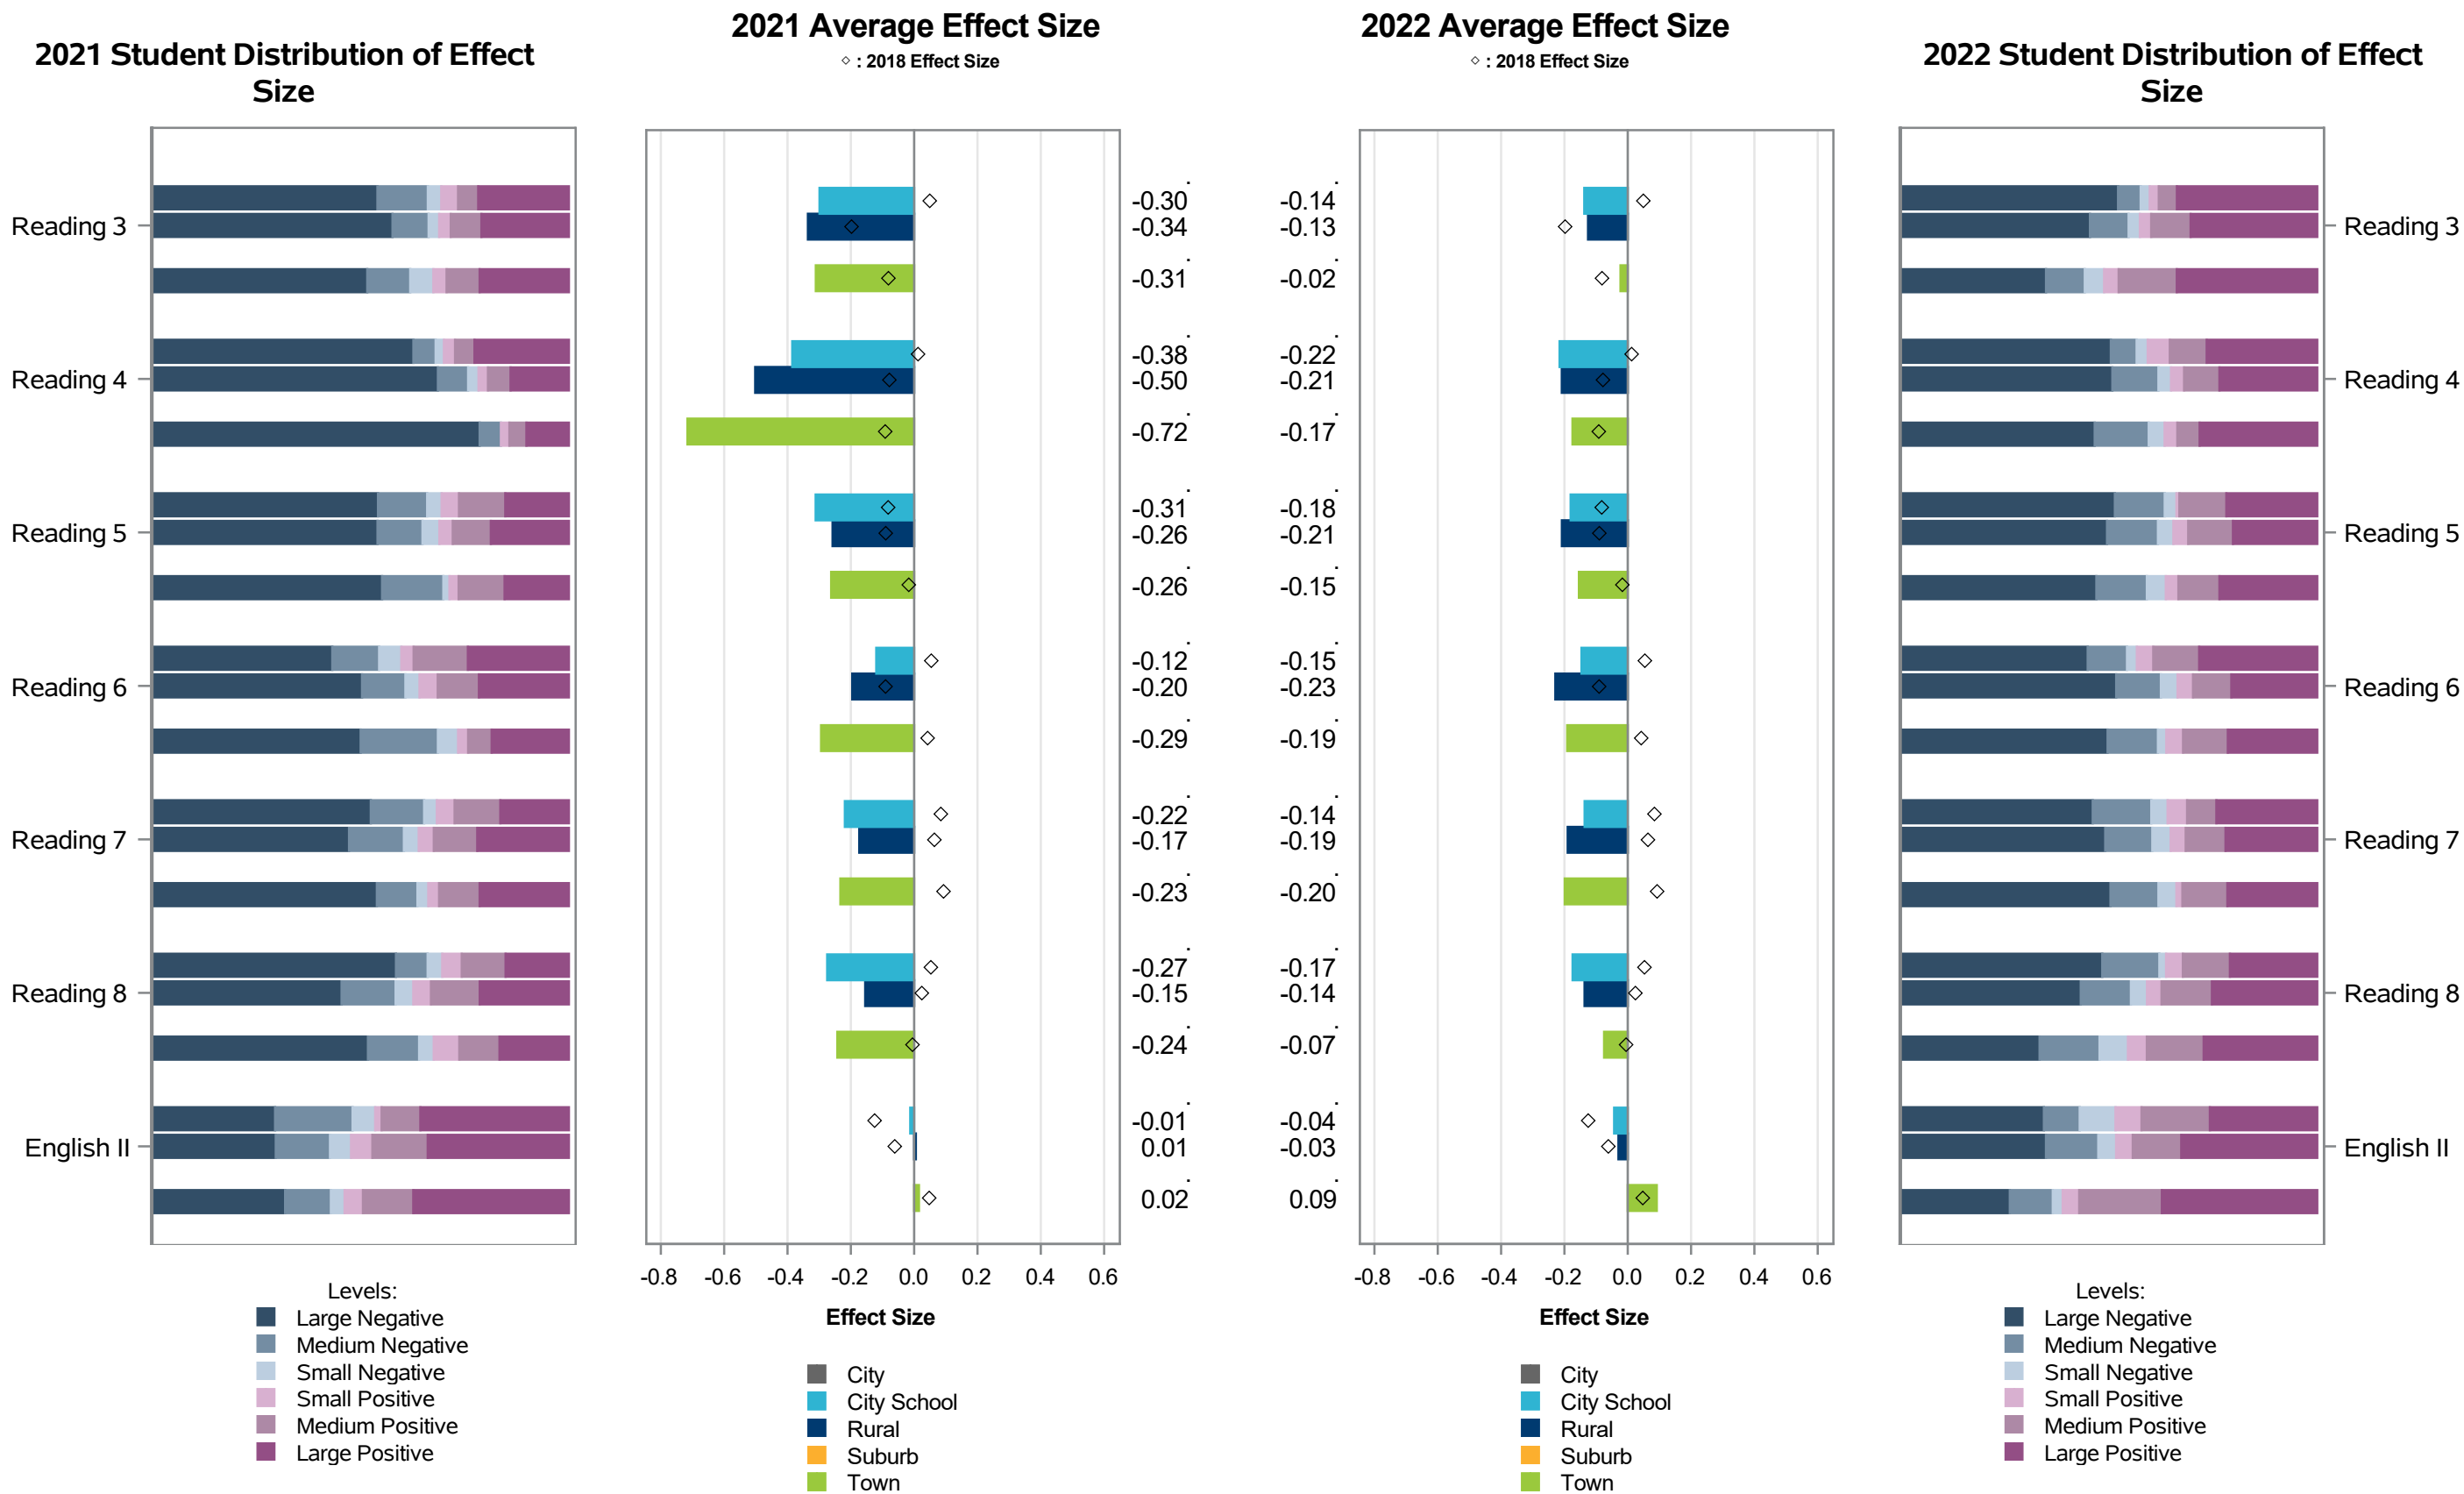 2021 Student Distribution of Effect
Size
2021 Average Effect Size
◇ : 2018 Effect Size
2022 Average Effect Size
◇ : 2018 Effect Size
2022 Student Distribution of Effect
Size
Reading 3
Reading 4
Reading 5
Reading 6
Reading 7
Reading 8
English II
Levels:
Large Negative
Medium Negative
Small Negative
Small Positive
Medium Positive
Large Positive
.
-0.30
-0.34
.
-0.31
.
-0.38
-0.50
.
-0.72
.
-0.31
-0.26
.
-0.26
.
-0.12
-0.20
.
-0.29
.
-0.22
-0.17
.
-0.23
.
-0.27
-0.15
.
-0.24
.
-0.01
0.01
.
0.02
-0.8 -0.6 -0.4 -0.2 0.0 0.2 0.4 0.6
Effect Size
City
City School
Rural
Suburb
Town
.
-0.14
-0.13
.
-0.02
.
-0.22
-0.21
.
-0.17
.
-0.18
-0.21
.
-0.15
.
-0.15
-0.23
.
-0.19
.
-0.14
-0.19
.
-0.20
.
-0.17
-0.14
.
-0.07
.
-0.04
-0.03
.
0.09
-0.8 -0.6 -0.4 -0.2 0.0 0.2 0.4 0.6
Effect Size
City
City School
Rural
Suburb
Town
Reading 3
Reading 4
Reading 5
Reading 6
Reading 7
Reading 8
English II
Levels:
Large Negative
Medium Negative
Small Negative
Small Positive
Medium Positive
Large Positive